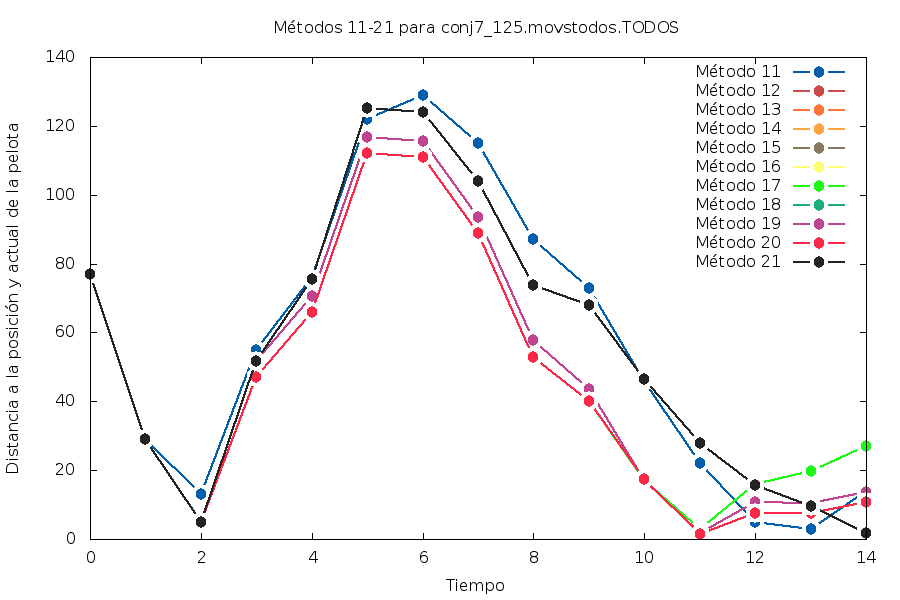 Métodos 11-21 para conj7_125.movstodos.TODOS
Distancia a la posición y actual de la pelota
140
120
100
80
60
40
20
0
Método 11
Método 12
Método 13
Método 14
Método 15
Método 16
Método 17
Método 18
Método 19
Método 20
Método 21
0 2 4 6 8 10 12 14
Tiempo